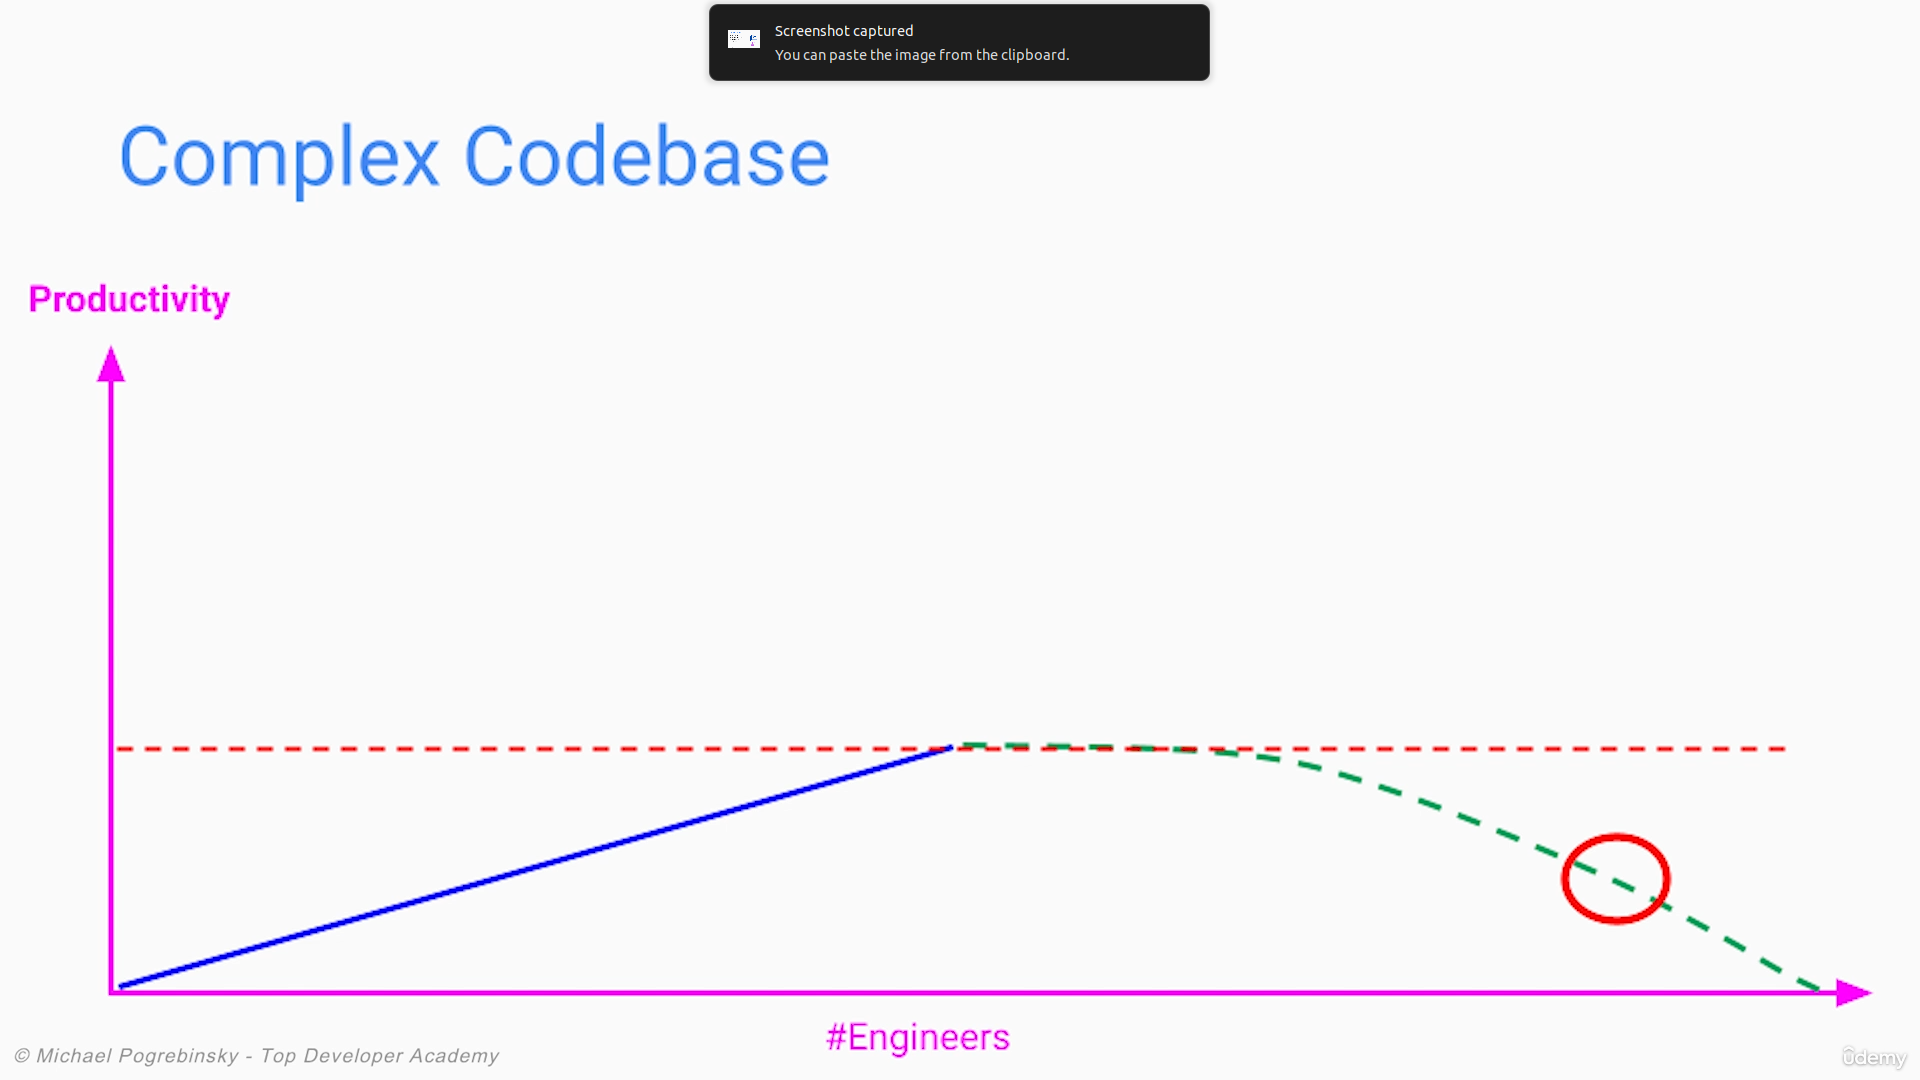 Screenshot captured
You can paste the image from the clipboard.
Complex Codebase
Productivity
#Engineers
© Michael Pogrebinsky - Top Developer Academy
ûdemy